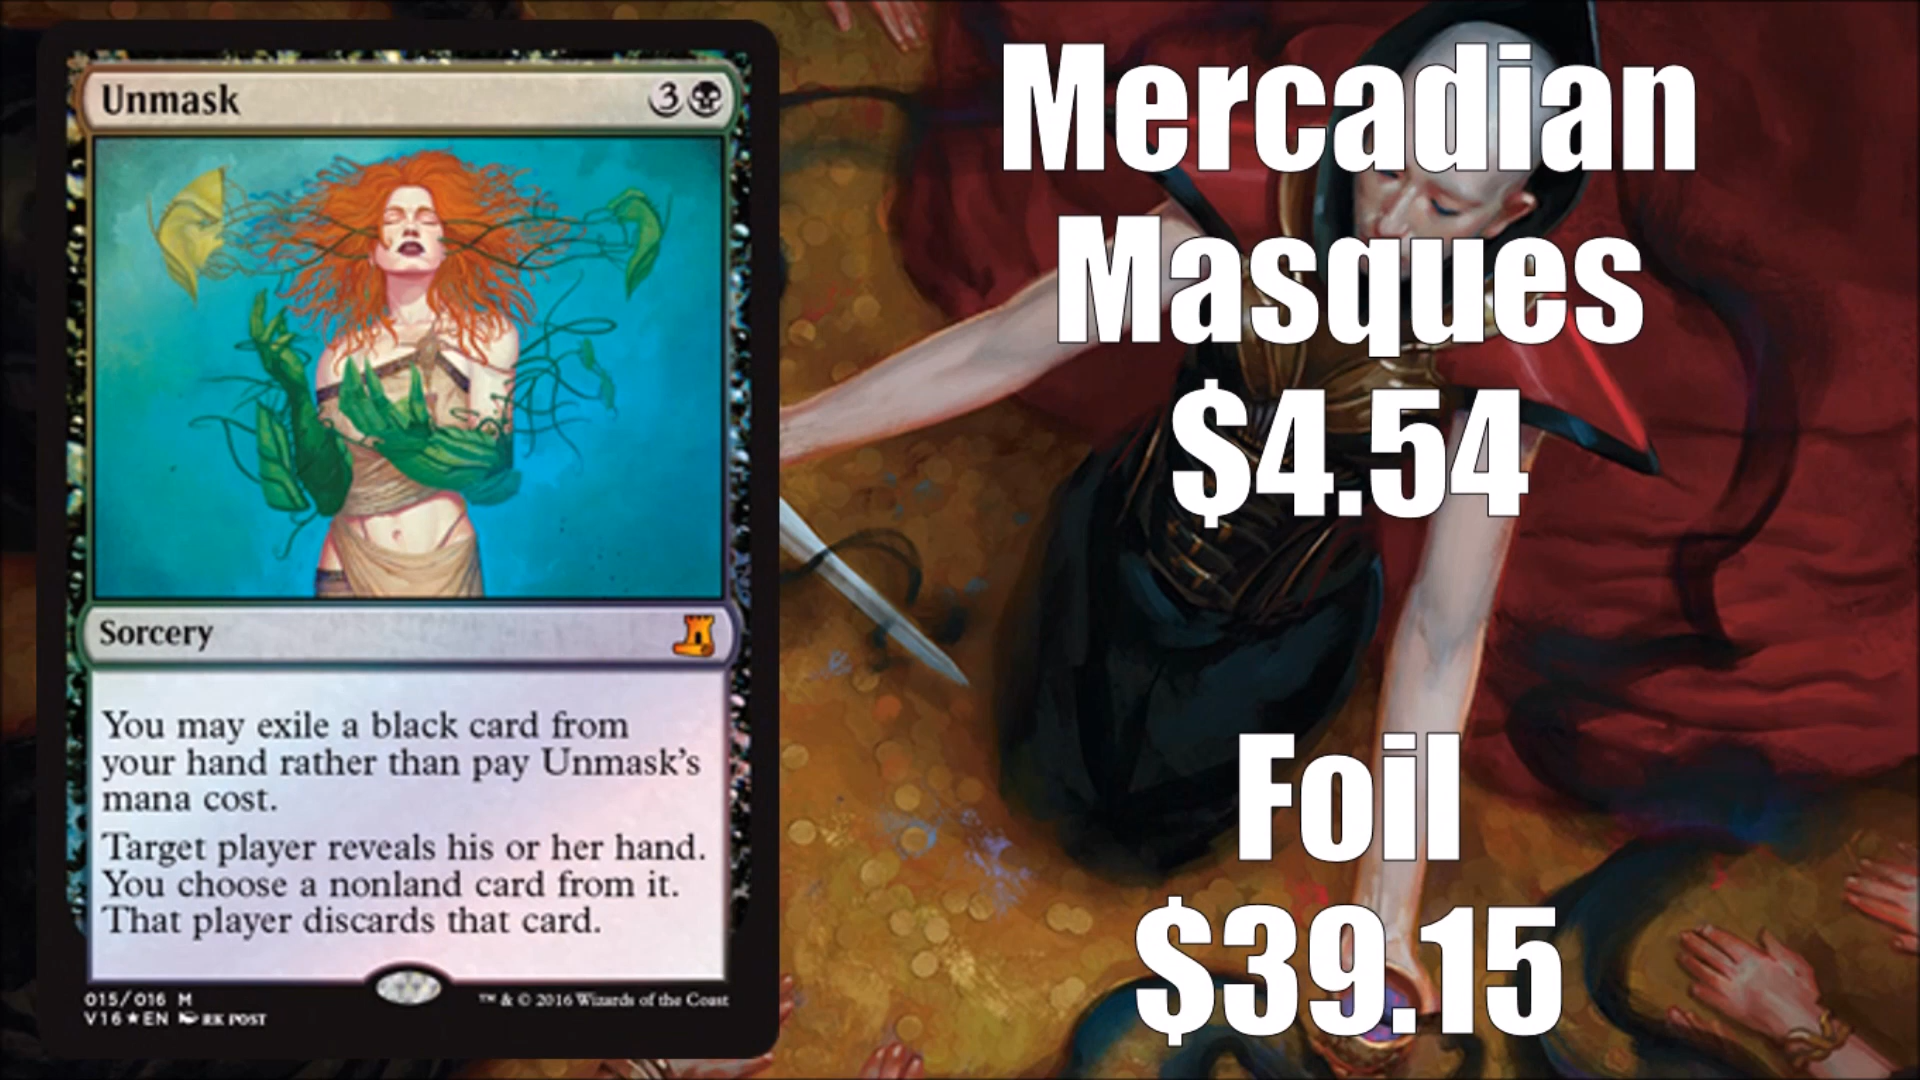 Unmask 3
Sorcery
You may exile a black card from
your hand rather than pay Unmask's
mana cost.
Target player reveals his or her hand.
You choose a nonland card from it.
That player discards that card.
015/016 M
V16★EN RK POST
™ & © 2016 Wizards of the Coast
Mercadian
Masques
$4.54
Foil
$39.15